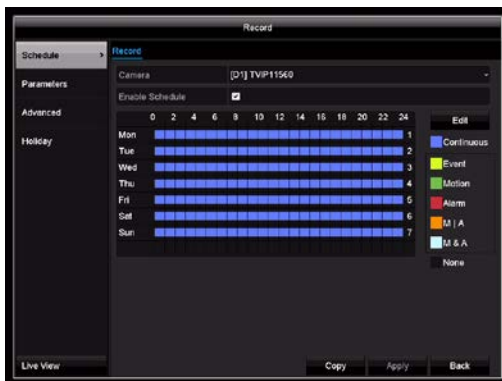 Record
Schedule >
Parameters
Advanced
Holiday
Record
Camera [D1] TVIP11560
Enable Schedule
0 2 4 6 8 10 12 14 16 18 20 22 24
Mon 1
Tue 2
Wed 3
Thu 4
Fri 5
Sat 6
Sun 7
Edit
Continuous
Event
Motion
Alarm
M | A
M & A
None
Live View
Copy Apply Back